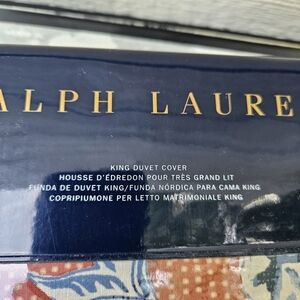 ALPH LAURE
KING DUVET COVER
HOUSSE D'ÉDREDON POUR TRÈS GRAND LIT
FUNDA DE DUVET KING/FUNDA NÓRDICA PARA CAMA KING
COPRIPIUMONE PER LETTO MATRIMONIALE KING